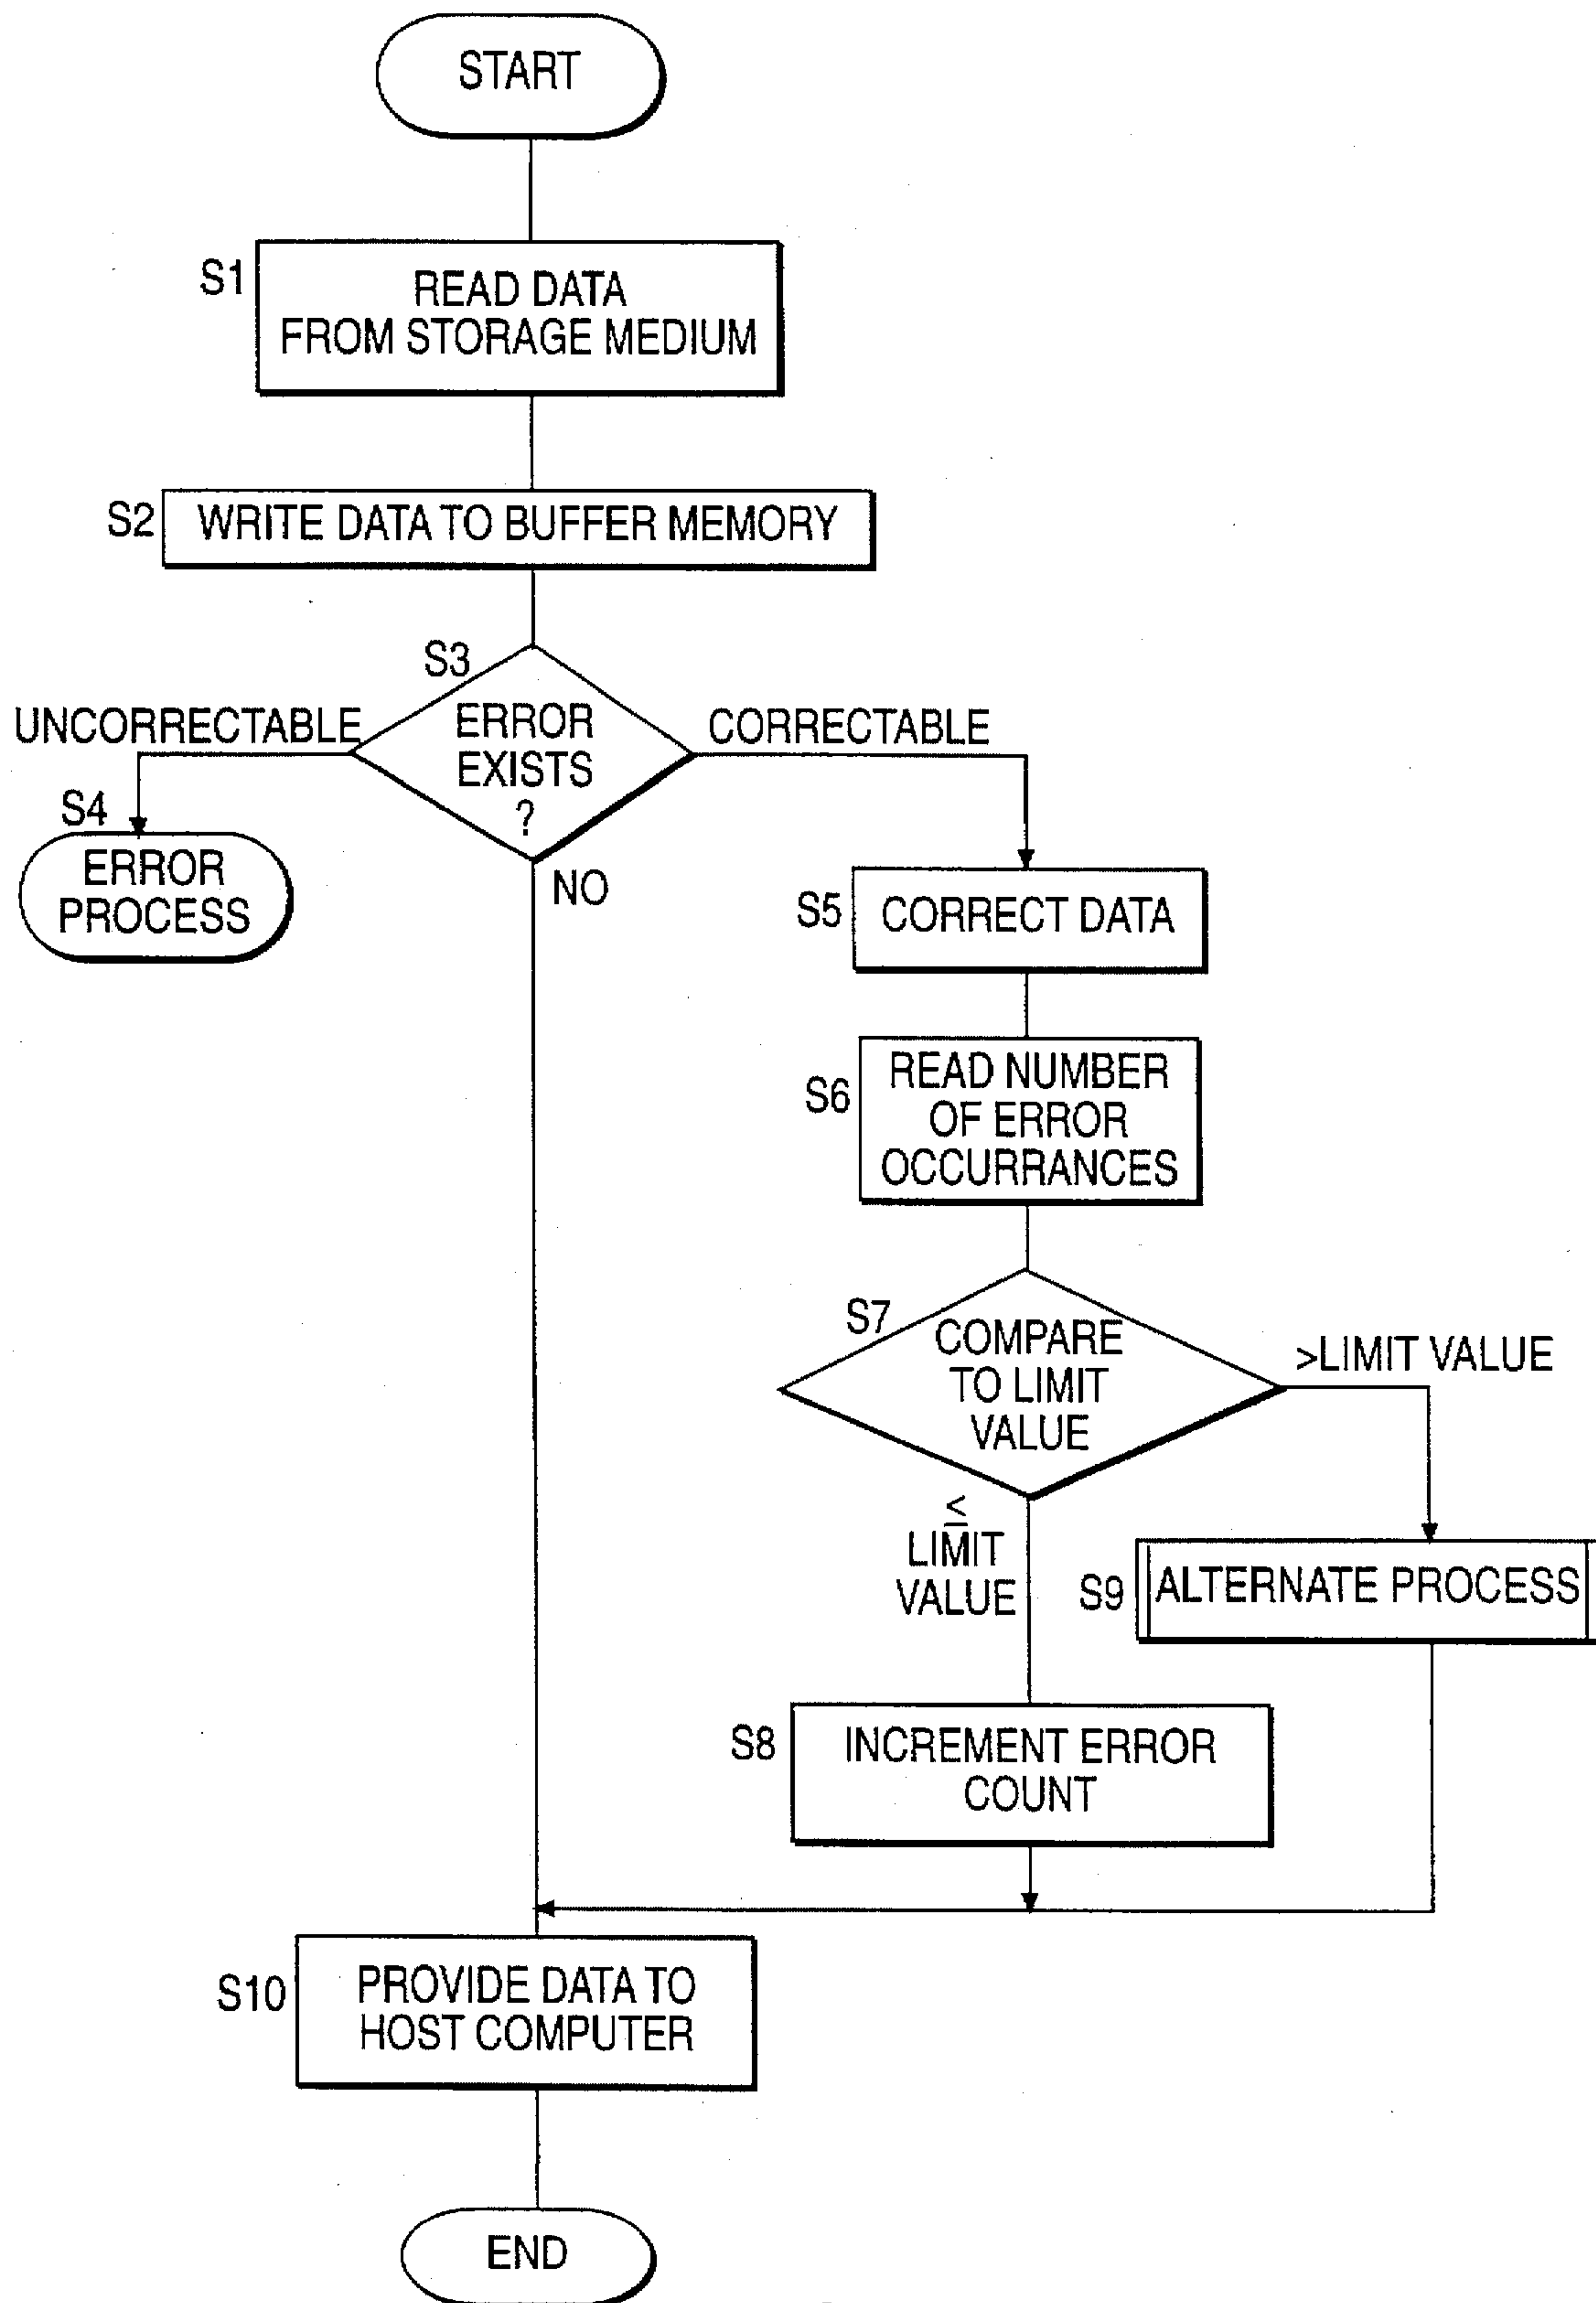 START
S1
READ DATA
FROM STORAGE MEDIUM
S2
WRITE DATA TO BUFFER MEMORY
S3
ERROR
EXISTS
?
UNCORRECTABLE
CORRECTABLE
NO
S4
ERROR
PROCESS
S5
CORRECT DATA
S6
READ NUMBER
OF ERROR
OCCURRANCES
S7
COMPARE
TO LIMIT
VALUE
>LIMIT VALUE
≤
LIMIT
VALUE
S9
ALTERNATE PROCESS
S8
INCREMENT ERROR
COUNT
S10
PROVIDE DATA TO
HOST COMPUTER
END